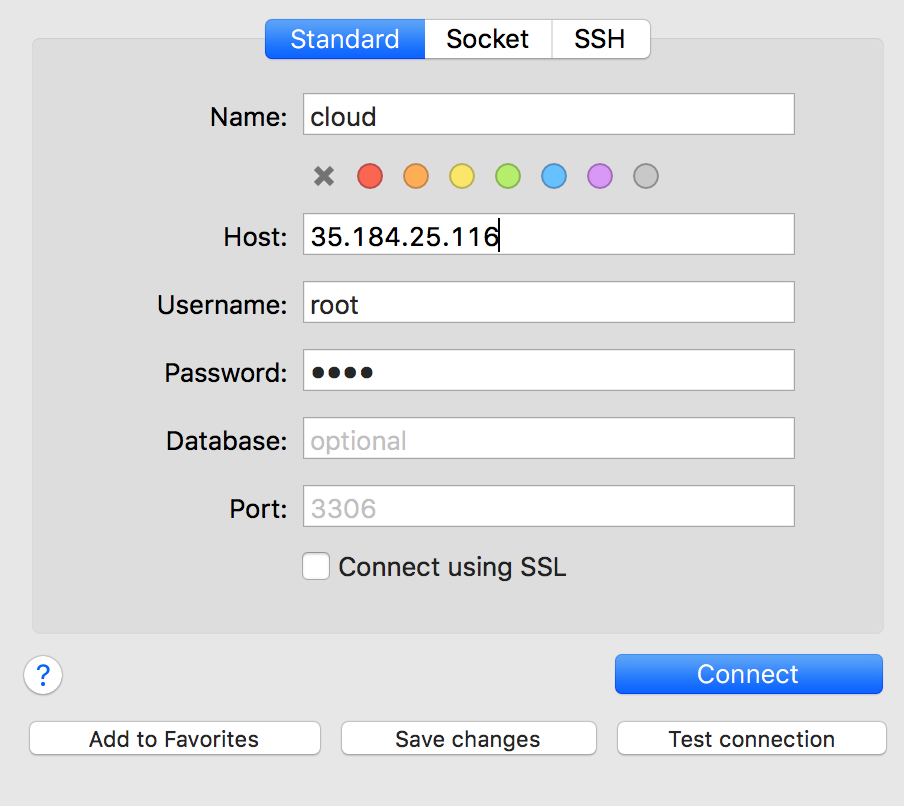 Standard Socket SSH
Name: cloud
Host: 35.184.25.116
Username: root
Password: ••••
Database: optional
Port: 3306
Connect using SSL
? Connect
Add to Favorites Save changes Test connection